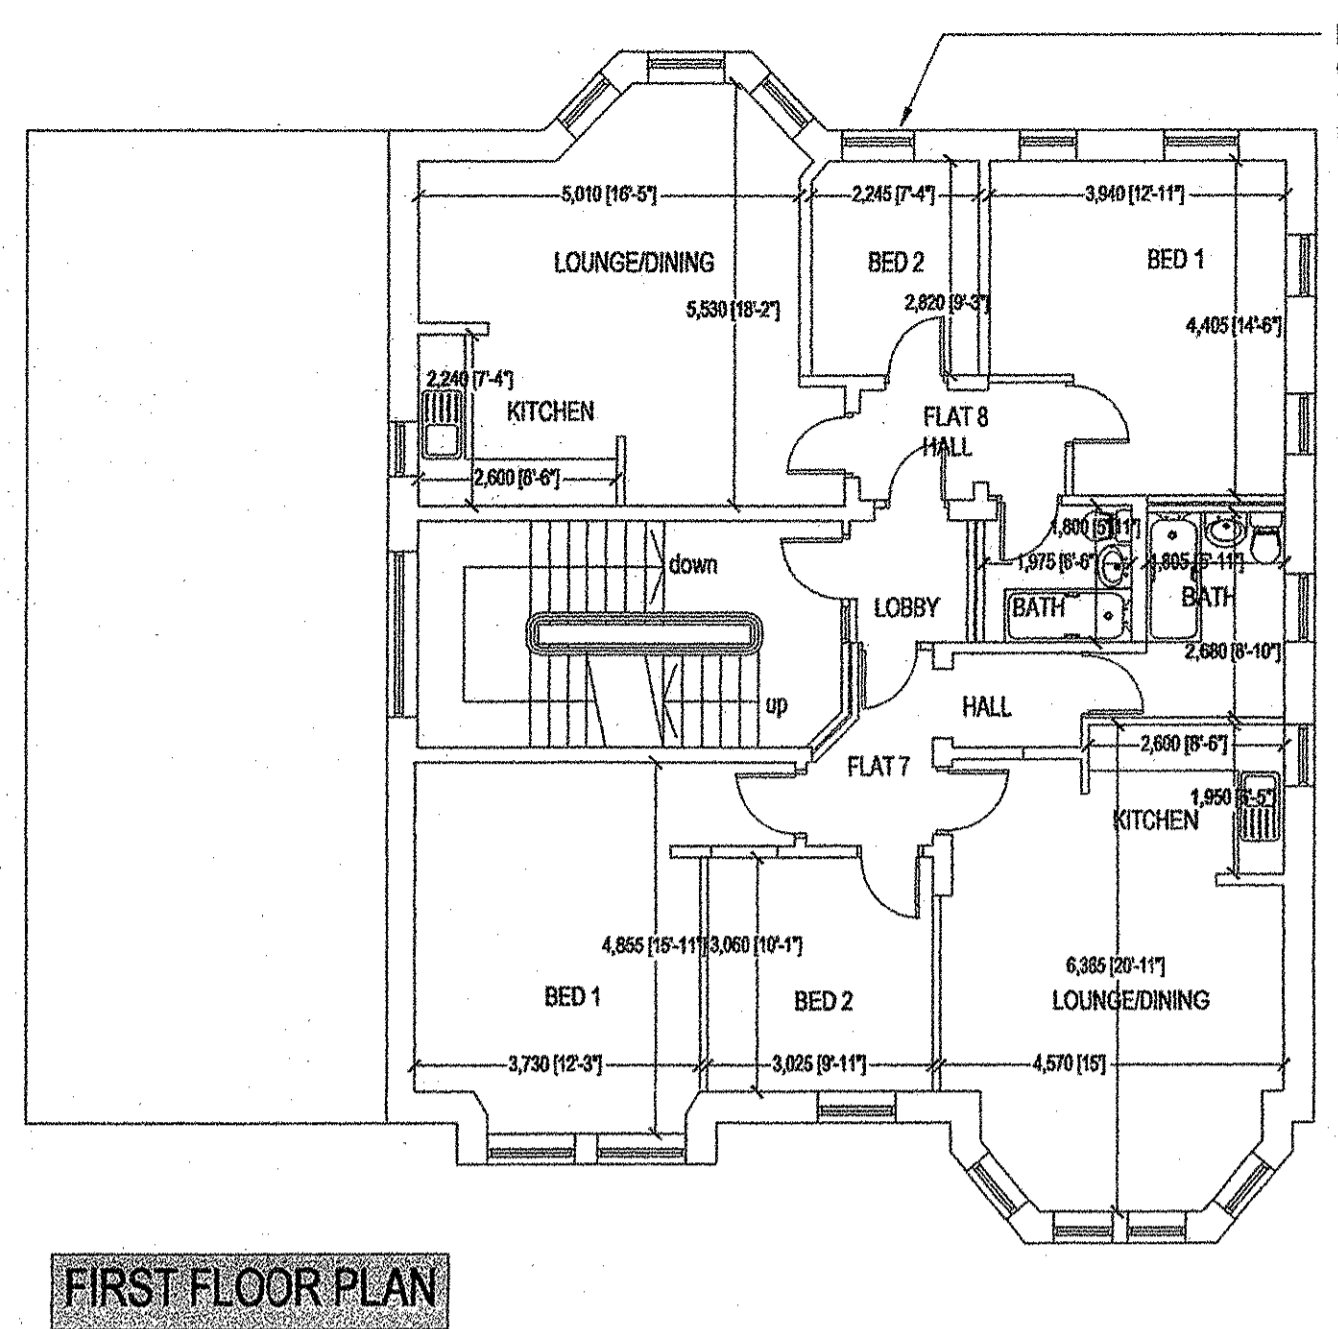 5,010 [16'-5"]
2,245 [7'-4"]
3,940 [12'-11"]
LOUNGE/DINING
BED 2
BED 1
5,530 [18'-2"]
2,820 [9'-3"]
4,405 [14'-6"]
2,240 [7'-4"]
KITCHEN
FLAT 8
HALL
2,600 [8'-6"]
1,800 [5'-11"]
down
1,975 [6'-6"]
1,805 [5'-11"]
LOBBY
BATH
BATH
2,680 [8'-10"]
up
HALL
2,600 [8'-6"]
FLAT 7
1,950 [6'-5"]
KITCHEN
4,855 [15'-11"]
3,060 [10'-1"]
6,385 [20'-11"]
BED 1
BED 2
LOUNGE/DINING
3,730 [12'-3"]
3,025 [9'-11"]
4,570 [15']
FIRST FLOOR PLAN